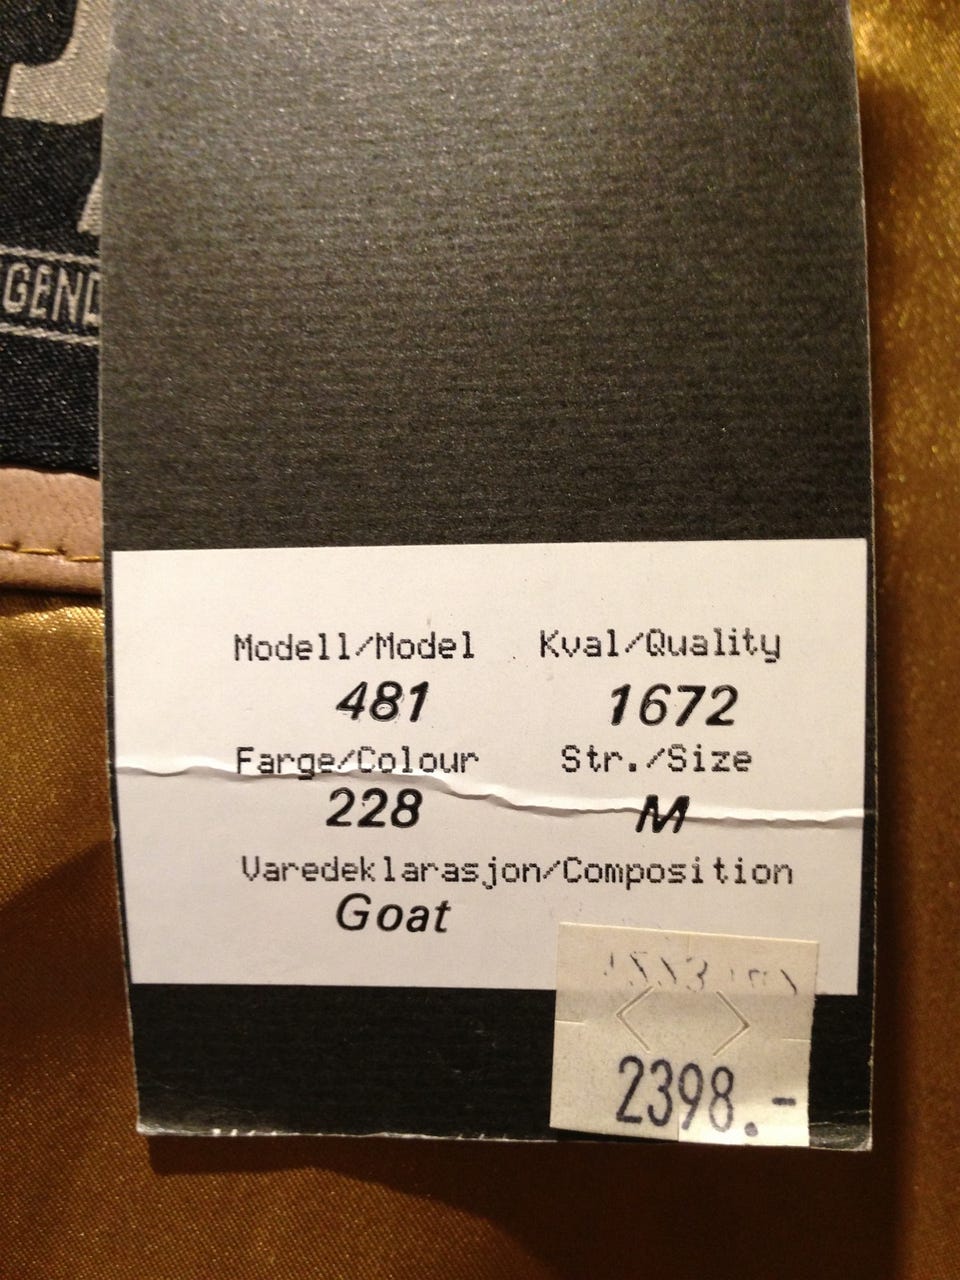 GEND
Modell/Model Kval/Quality
481 1672
Farge/Colour Str./Size
228 M
Varedeklarasjon/Composition
Goat
2398.-